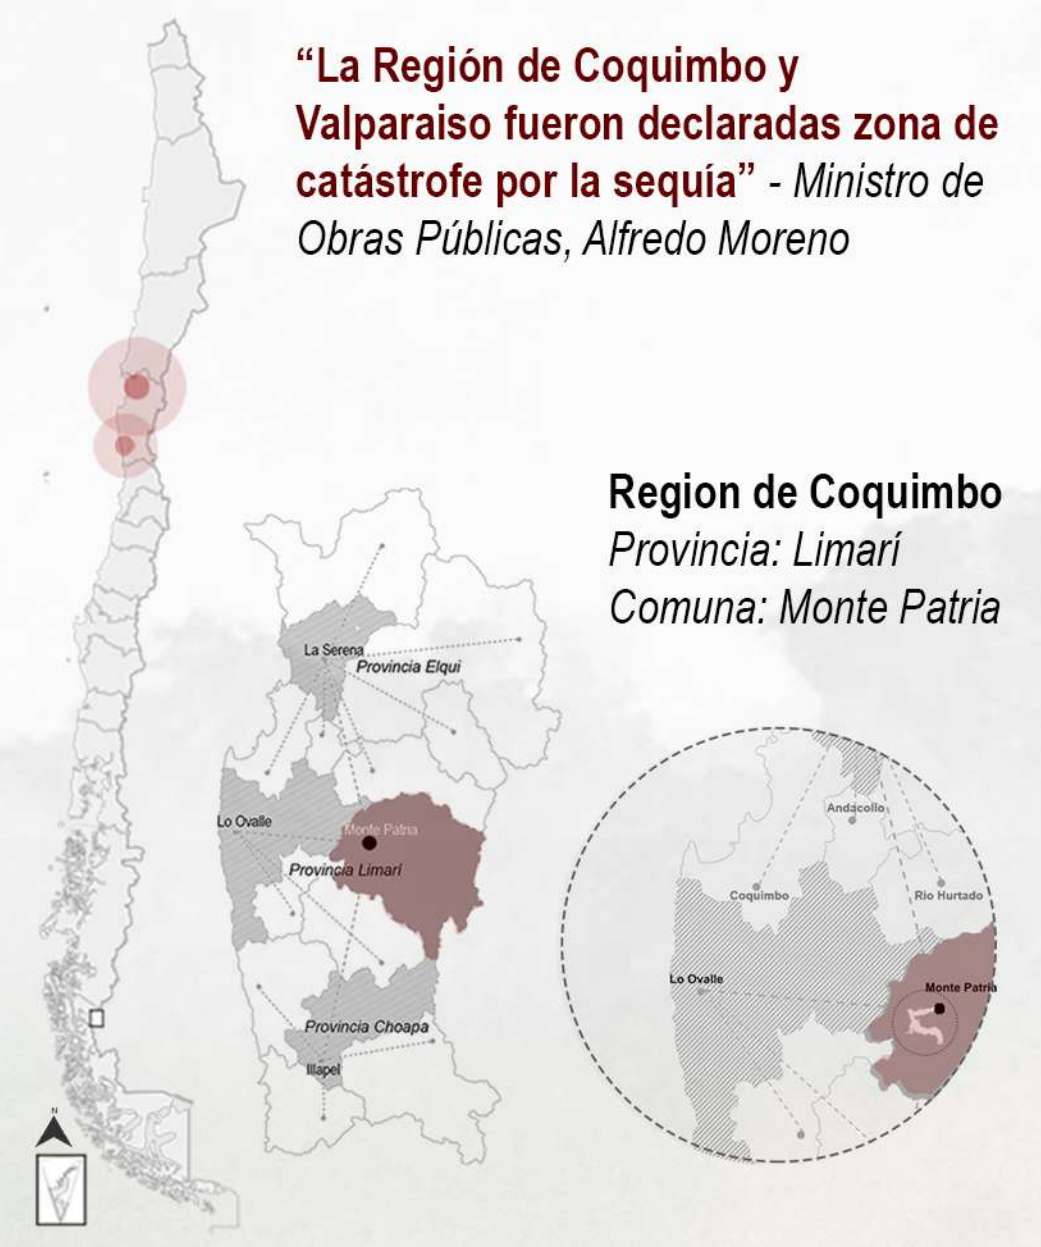 “La Región de Coquimbo y
Valparaiso fueron declaradas zona de
catástrofe por la sequía” - Ministro de
Obras Públicas, Alfredo Moreno
Region de Coquimbo
Provincia: Limarí
Comuna: Monte Patria
La Serena
Provincia Elqui
Lo Ovalle
Monte Patria
Provincia Limarí
Provincia Choapa
Illapel
Andacollo
Coquimbo
Rio Hurtado
Lo Ovalle
Monte Patria
N